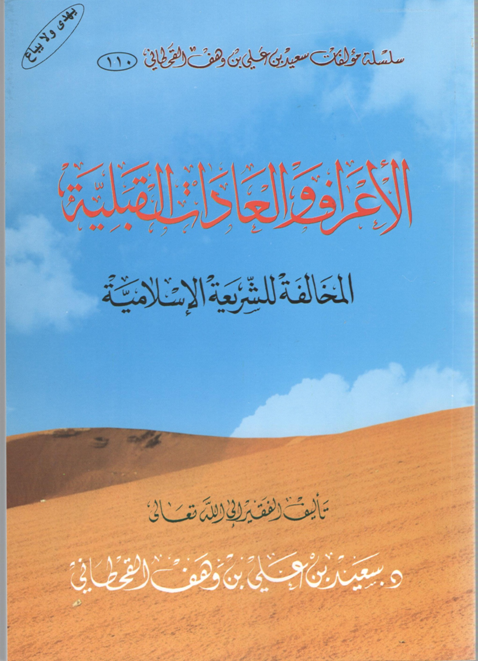 يهدى ولا يباع
سلسلة مؤلفات سعيد بن علي بن وهف القحطاني ١١٠
الأعراف والعادات القبلية
المخالفة للشريعة الإسلامية
تأليف الفقير إلى الله تعالى
د. سعيد بن علي بن وهف القحطاني